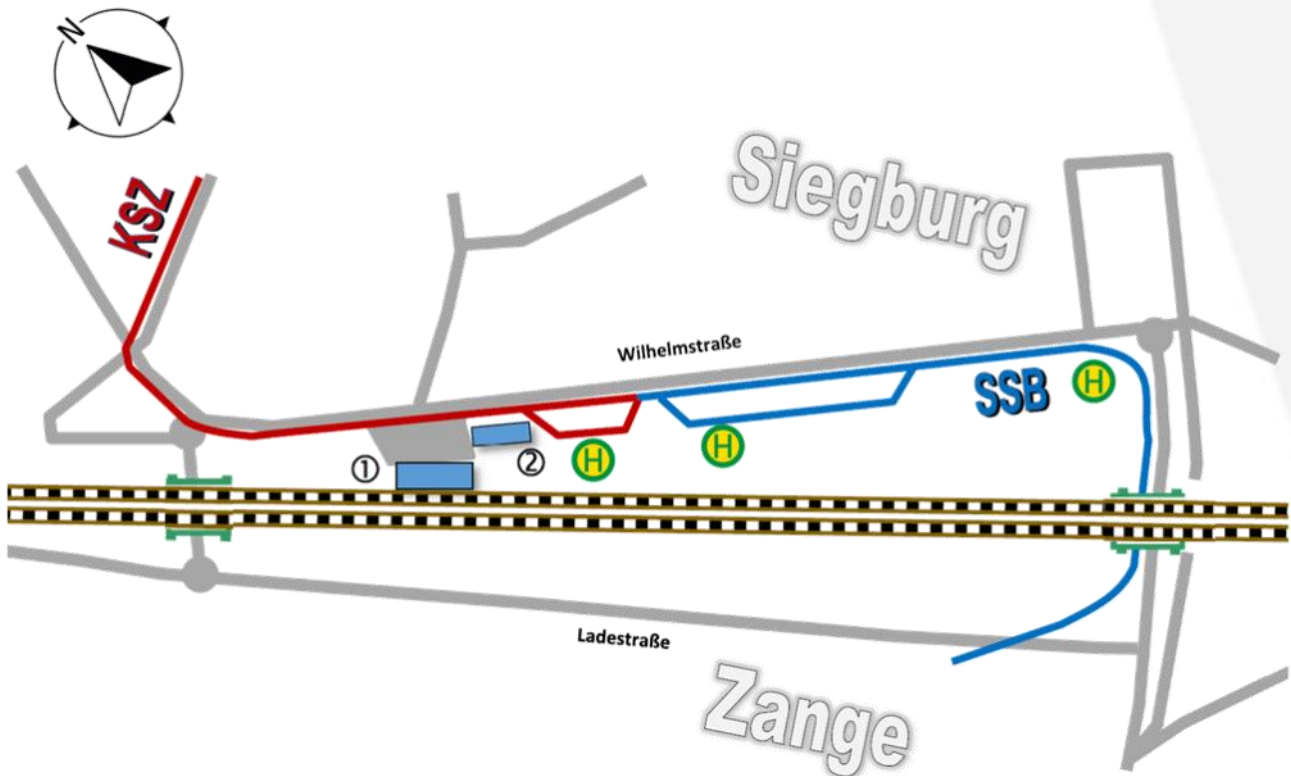 N
KSZ
Siegburg
Wilhelmstraße
SSB
H
①
②
H
H
Ladestraße
Zange